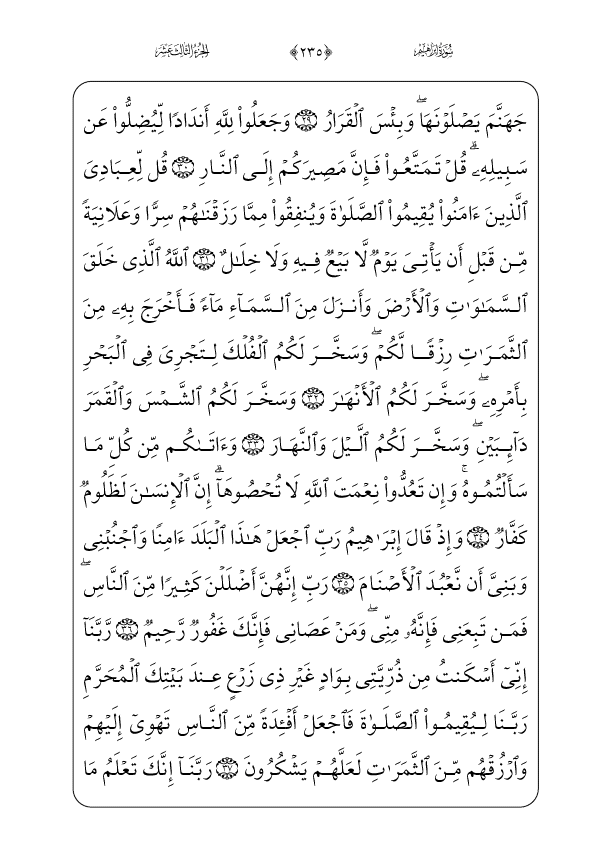 سُورَةُ إِبْرَاهِيم ﴿٢٣٥﴾ الجُزْءُ الثَّالِثَ عَشَرَ
جَهَنَّمَ يَصْلَوْنَهَاۖ وَبِئْسَ ٱلْقَرَارُ ٢٩ وَجَعَلُوا۟ لِلَّهِ أَندَادًا لِّيُضِلُّوا۟ عَن
سَبِيلِهِۦۗ قُلْ تَمَتَّعُوا۟ فَإِنَّ مَصِيرَكُمْ إِلَى ٱلنَّارِ ٣٠ قُل لِّعِبَادِىَ
ٱلَّذِينَ ءَامَنُوا۟ يُقِيمُوا۟ ٱلصَّلَوٰةَ وَيُنفِقُوا۟ مِمَّا رَزَقْنَـٰهُمْ سِرًّا وَعَلَانِيَةً
مِّن قَبْلِ أَن يَأْتِىَ يَوْمٌ لَّا بَيْعٌ فِيهِ وَلَا خِلَـٰلٌ ٣١ ٱللَّهُ ٱلَّذِى خَلَقَ
ٱلسَّمَـٰوَٰتِ وَٱلْأَرْضَ وَأَنزَلَ مِنَ ٱلسَّمَآءِ مَآءً فَأَخْرَجَ بِهِۦ مِنَ
ٱلثَّمَرَٰتِ رِزْقًا لَّكُمْۖ وَسَخَّرَ لَكُمُ ٱلْفُلْكَ لِتَجْرِىَ فِى ٱلْبَحْرِ
بِأَمْرِهِۦۖ وَسَخَّرَ لَكُمُ ٱلْأَنْهَـٰرَ ٣٢ وَسَخَّرَ لَكُمُ ٱلشَّمْسَ وَٱلْقَمَرَ
دَآئِبَيْنِۖ وَسَخَّرَ لَكُمُ ٱلَّيْلَ وَٱلنَّهَارَ ٣٣ وَءَاتَىٰكُم مِّن كُلِّ مَا
سَأَلْتُمُوهُۚ وَإِن تَعُدُّوا۟ نِعْمَتَ ٱللَّهِ لَا تُحْصُوهَآۗ إِنَّ ٱلْإِنسَـٰنَ لَظَلُومٌ
كَفَّارٌ ٣٤ وَإِذْ قَالَ إِبْرَٰهِيمُ رَبِّ ٱجْعَلْ هَـٰذَا ٱلْبَلَدَ ءَامِنًا وَٱجْنُبْنِى
وَبَنِىَّ أَن نَّعْبُدَ ٱلْأَصْنَامَ ٣٥ رَبِّ إِنَّهُنَّ أَضْلَلْنَ كَثِيرًا مِّنَ ٱلنَّاسِۖ
فَمَن تَبِعَنِى فَإِنَّهُۥ مِنِّىۖ وَمَنْ عَصَانِى فَإِنَّكَ غَفُورٌ رَّحِيمٌ ٣٦ رَّبَّنَآ
إِنِّىٓ أَسْكَنتُ مِن ذُرِّيَّتِى بِوَادٍ غَيْرِ ذِى زَرْعٍ عِندَ بَيْتِكَ ٱلْمُحَرَّمِ
رَبَّنَا لِيُقِيمُوا۟ ٱلصَّلَوٰةَ فَٱجْعَلْ أَفْـِٔدَةً مِّنَ ٱلنَّاسِ تَهْوِىٓ إِلَيْهِمْ
وَٱرْزُقْهُم مِّنَ ٱلثَّمَرَٰتِ لَعَلَّهُمْ يَشْكُرُونَ ٣٧ رَبَّنَآ إِنَّكَ تَعْلَمُ مَا